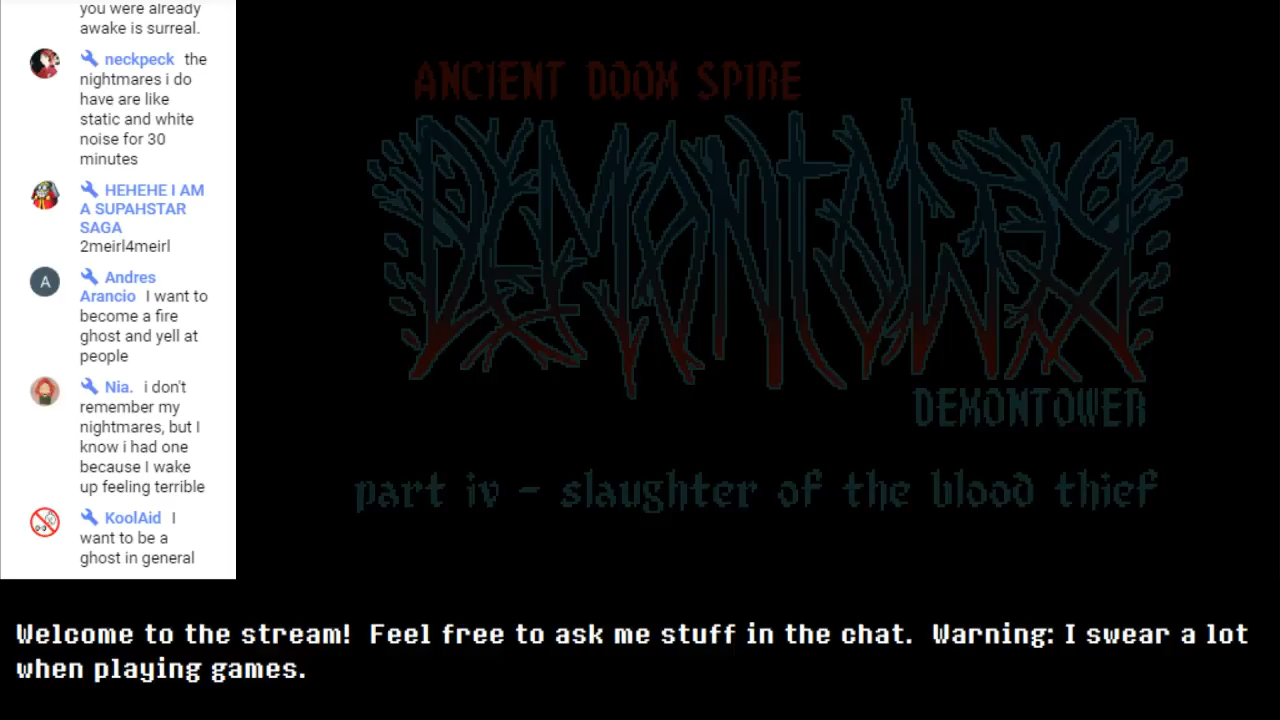 you were already
awake is surreal.
neckpeck the
nightmares i do
have are like
static and white
noise for 30
minutes
HEHEHE I AM
A SUPAHSTAR
SAGA
2meirl4meirl
A
Andres
Arancio I want to
become a fire
ghost and yell at
people
Nia. i don't
remember my
nightmares, but I
know i had one
because I wake
up feeling terrible
KoolAid I
want to be a
ghost in general
ANCIENT DOOM SPIRE
DEMONTOWER
DEMONTOWER
part iv - slaughter of the blood thief
Welcome to the stream! Feel free to ask me stuff in the chat. Warning: I swear a lot
when playing games.